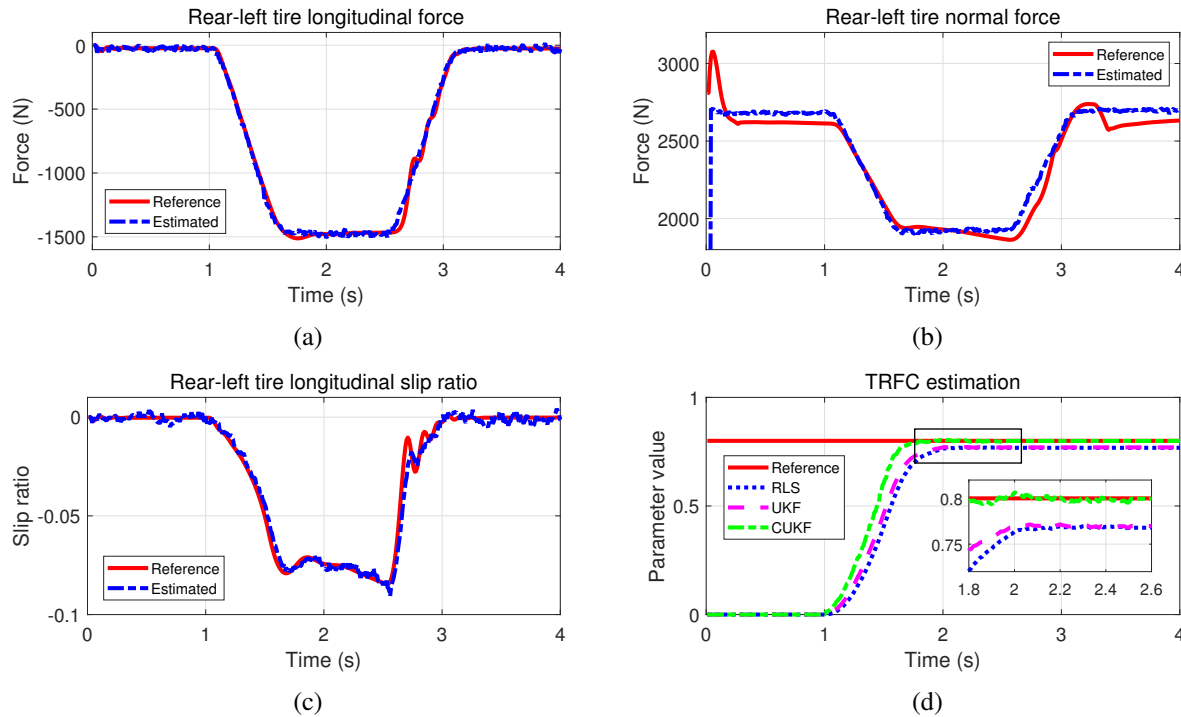 Rear-left tire longitudinal force
0
-500
-1000
-1500
Force (N)
Reference
Estimated
0 1 2 3 4
Time (s)
(a)
Rear-left tire normal force
3000
2500
2000
Force (N)
Reference
Estimated
0 1 2 3 4
Time (s)
(b)
Rear-left tire longitudinal slip ratio
0
-0.05
-0.1
Slip ratio
Reference
Estimated
0 1 2 3 4
Time (s)
(c)
TRFC estimation
1
0.5
0
Parameter value
Reference
RLS
UKF
CUKF
0.8
0.75
1.8 2 2.2 2.4 2.6
0 1 2 3 4
Time (s)
(d)